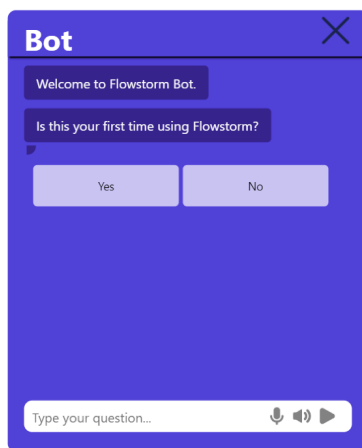 Bot
Welcome to Flowstorm Bot.
Is this your first time using Flowstorm?
Yes
No
Type your question...